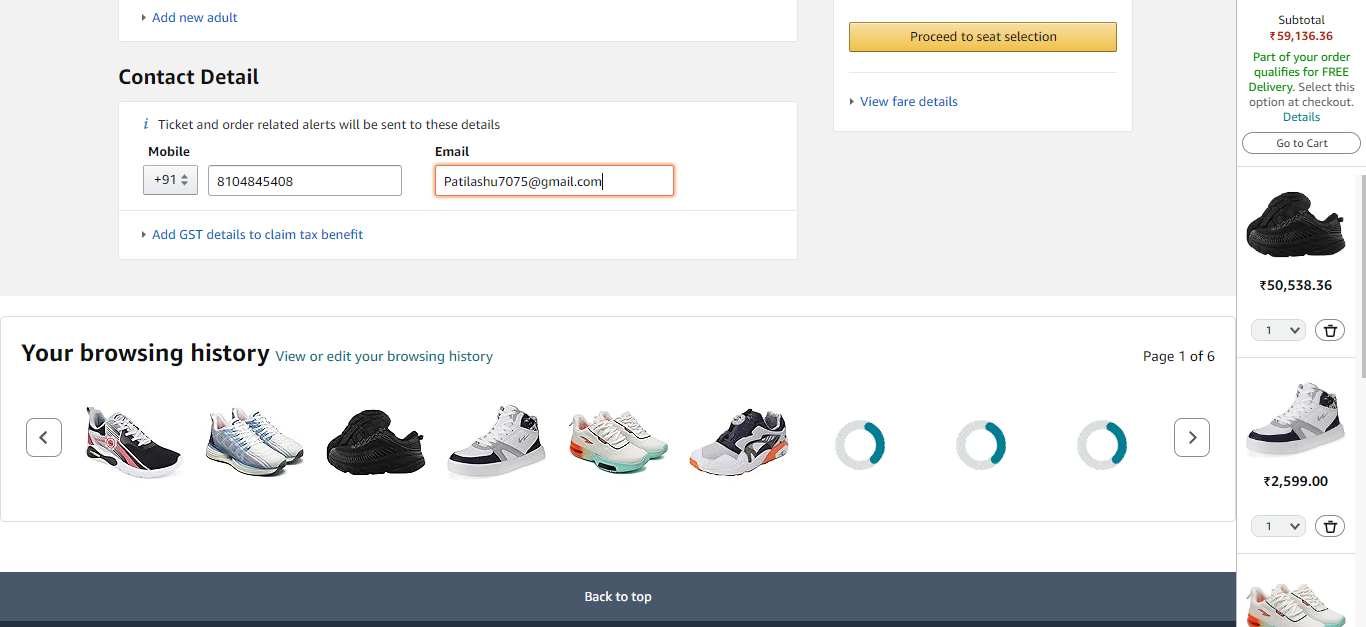 Add new adult
Proceed to seat selection
View fare details
Contact Detail
i Ticket and order related alerts will be sent to these details
Mobile
Email
+91
8104845408
Patilashu7075@gmail.com
Add GST details to claim tax benefit
Your browsing history View or edit your browsing history
Page 1 of 6
Back to top
Subtotal
₹59,136.36
Part of your order
qualifies for FREE
Delivery. Select this
option at checkout.
Details
Go to Cart
₹50,538.36
1
₹2,599.00
1